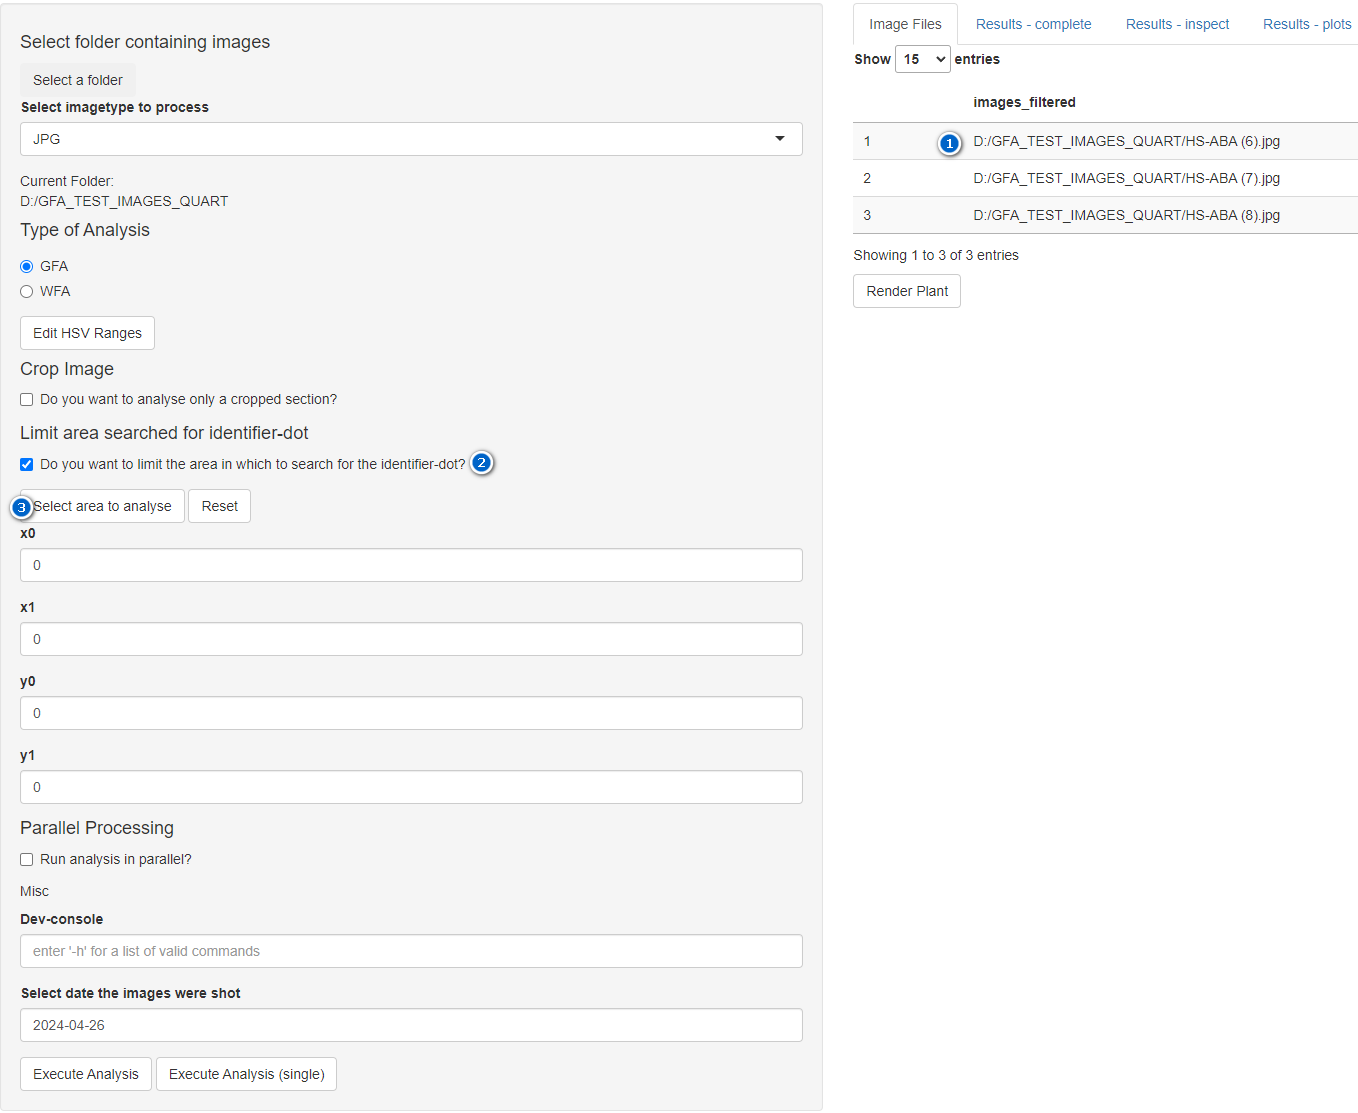 Select folder containing images
Select a folder
Select imagetype to process
JPG
Current Folder:
D:/GFA_TEST_IMAGES_QUART
Type of Analysis
GFA
WFA
Edit HSV Ranges
Crop Image
Do you want to analyse only a cropped section?
Limit area searched for identifier-dot
Do you want to limit the area in which to search for the identifier-dot? 2
3 Select area to analyse Reset
x0
0
x1
0
y0
0
y1
0
Parallel Processing
Run analysis in parallel?
Misc
Dev-console
enter '-h' for a list of valid commands
Select date the images were shot
2024-04-26
Execute Analysis Execute Analysis (single)
Image Files Results - complete Results - inspect Results - plots
Show 15 entries
images_filtered
1 1 D:/GFA_TEST_IMAGES_QUART/HS-ABA (6).jpg
2 D:/GFA_TEST_IMAGES_QUART/HS-ABA (7).jpg
3 D:/GFA_TEST_IMAGES_QUART/HS-ABA (8).jpg
Showing 1 to 3 of 3 entries
Render Plant